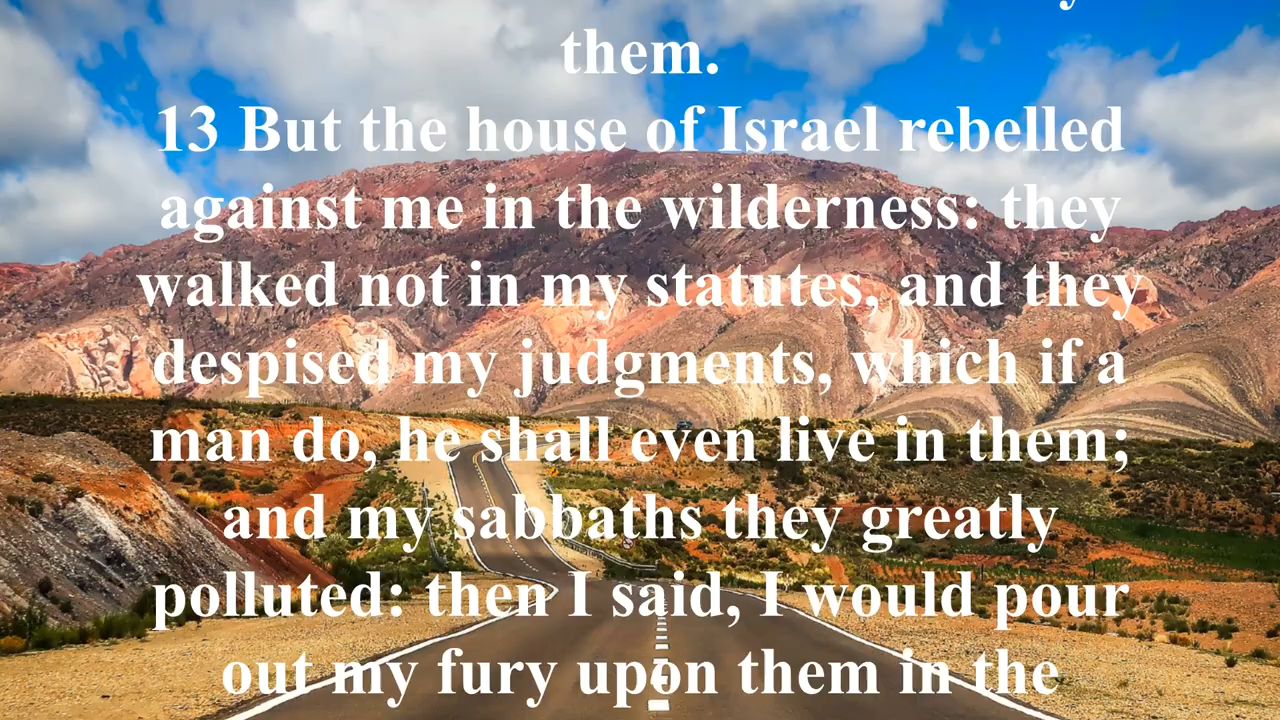 them.
13 But the house of Israel rebelled
against me in the wilderness: they
walked not in my statutes, and they
despised my judgments, which if a
man do, he shall even live in them;
and my sabbaths they greatly
polluted: then I said, I would pour
out my fury upon them in the